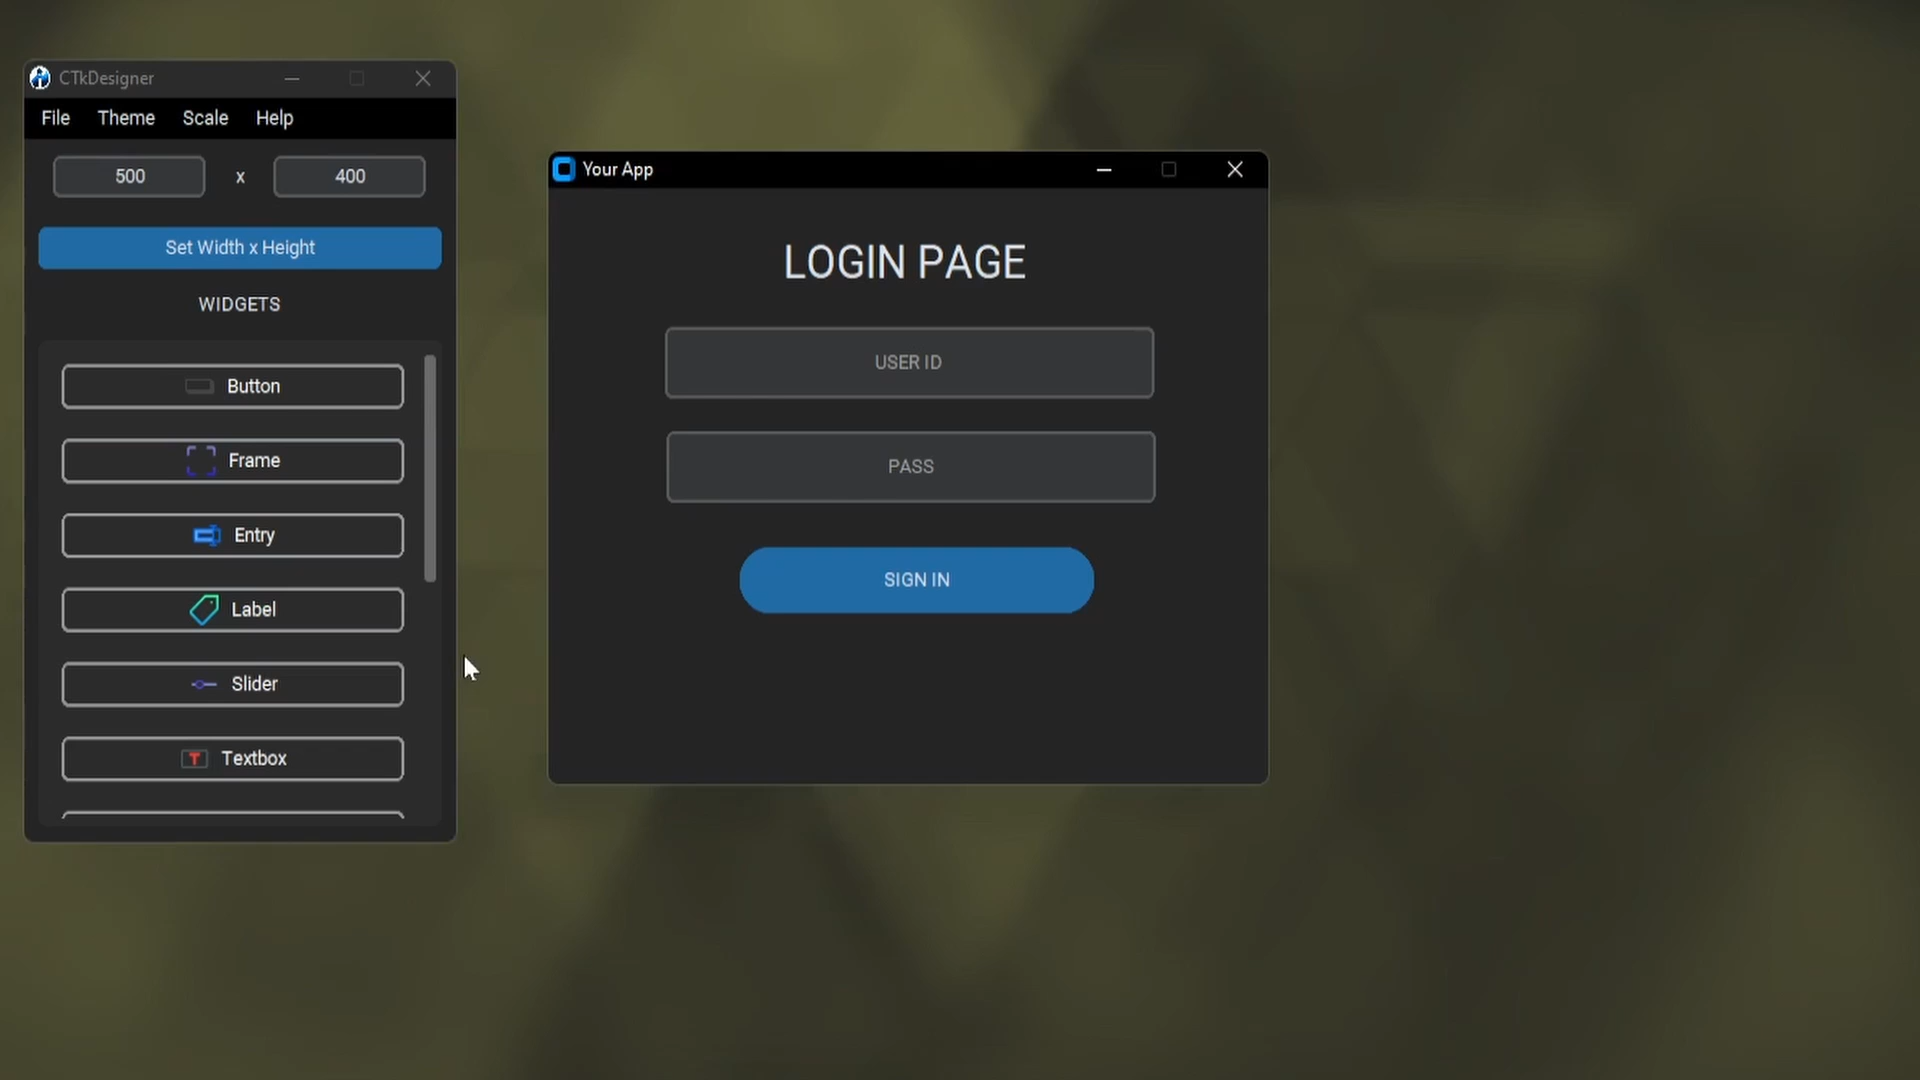 CTkDesigner
File Theme Scale Help
500 x 400
Set Width x Height
WIDGETS
Button
Frame
Entry
Label
Slider
T Textbox
Your App
LOGIN PAGE
USER ID
PASS
SIGN IN